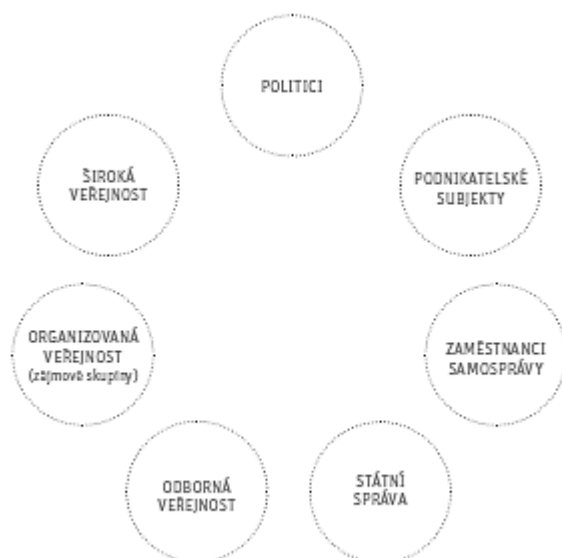 POLITICI
ŠIROKÁ
VEŘEJNOST
PODNIKATELSKÉ
SUBJEKTY
ORGANIZOVANÁ
VEŘEJNOST
(zájmové skupiny)
ZAMĚSTNANCI
SAMOSPRÁVY
ODBORNÁ
VEŘEJNOST
STÁTNÍ
SPRÁVA